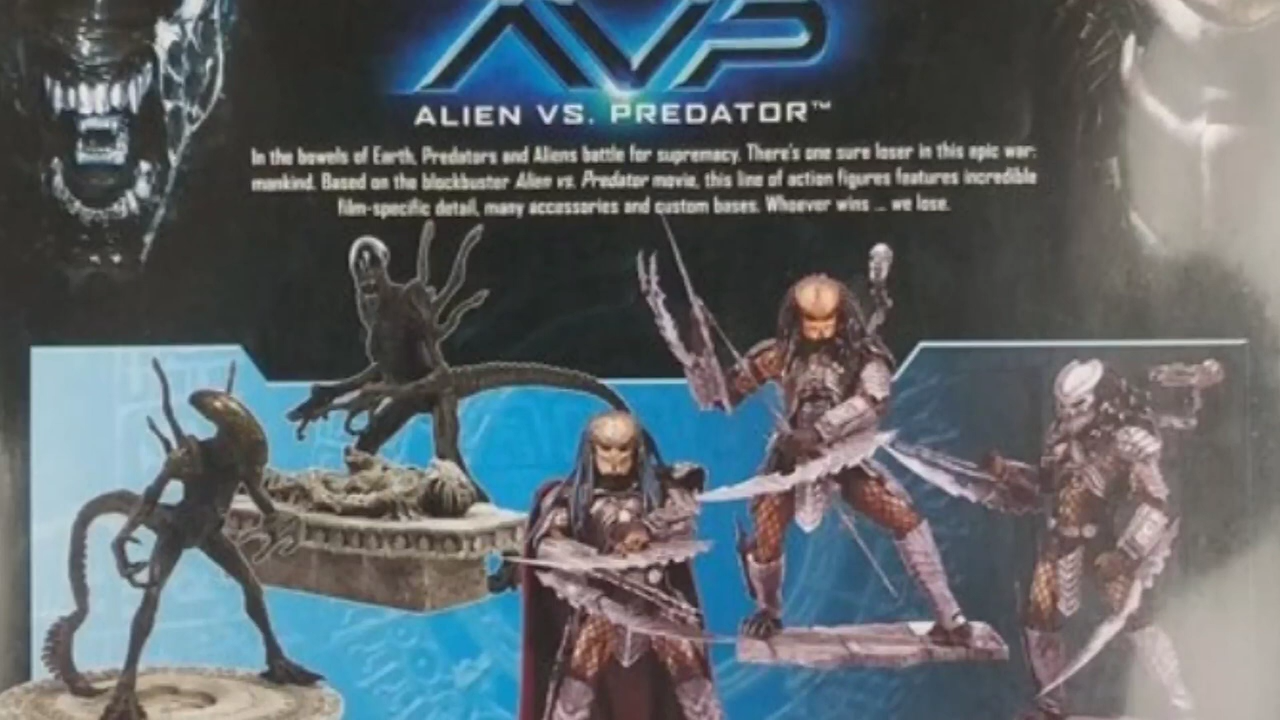 AVP
ALIEN VS. PREDATOR™
In the bowels of Earth, Predators and Aliens battle for supremacy. There's one sure loser in this epic war:
mankind. Based on the blockbuster Alien vs. Predator movie, this line of action figures features incredible
film-specific detail, many accessories and custom bases. Whoever wins ... we lose.